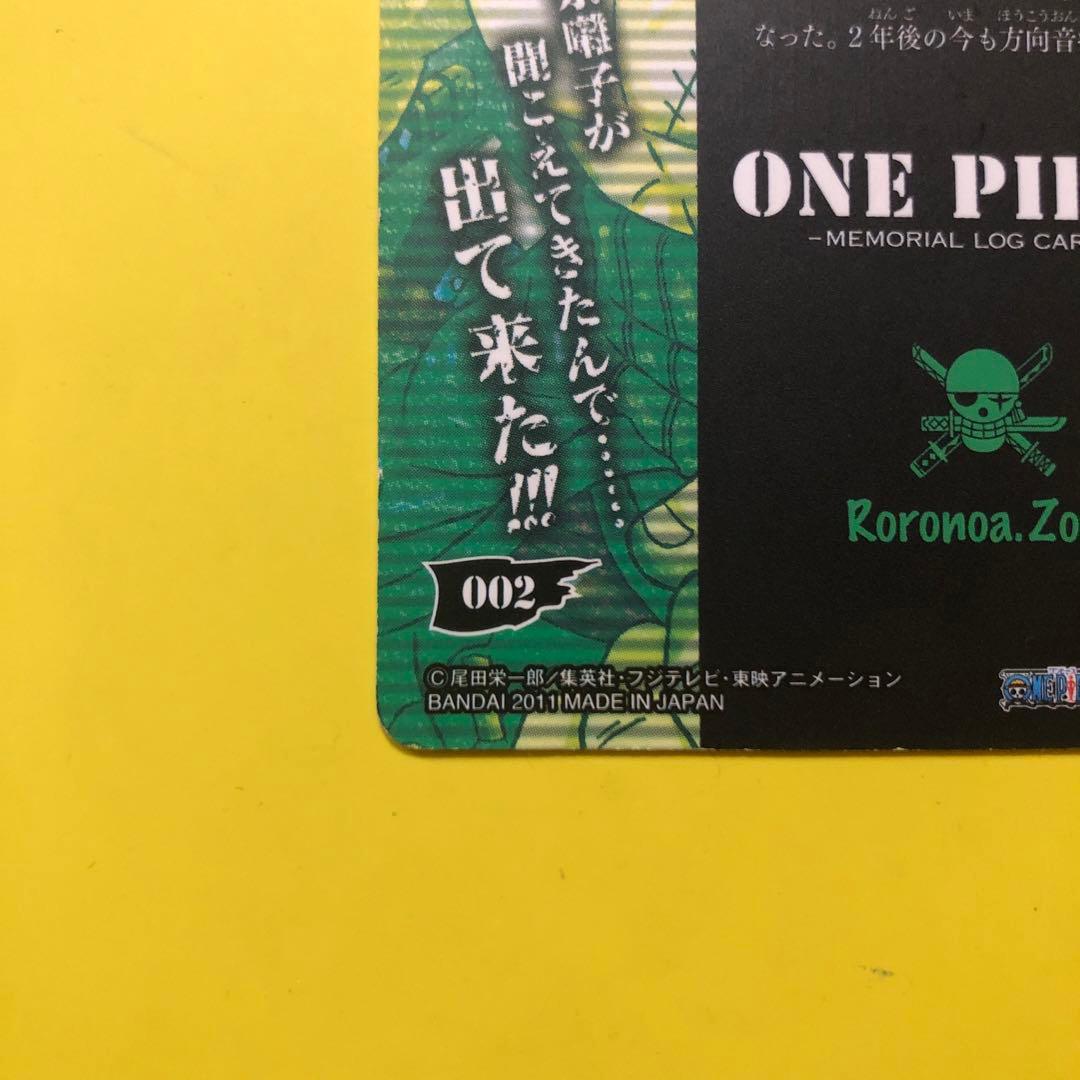 ねんご いま ほうこうおん
なった。2年後の今も方向音
囃子が
聞こえてきたんで……
出て来た!!!
ONE PI
-MEMORIAL LOG CAR
Roronoa.Zo
002
©尾田栄一郎/集英社・フジテレビ・東映アニメーション
BANDAI 2011 MADE IN JAPAN